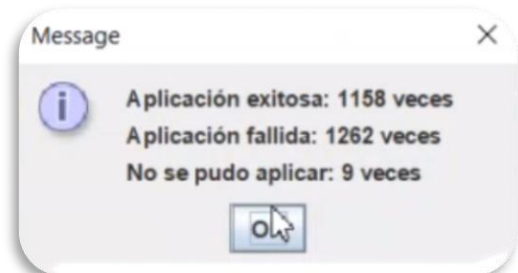 Message
Aplicación exitosa: 1158 veces
Aplicación fallida: 1262 veces
No se pudo aplicar: 9 veces